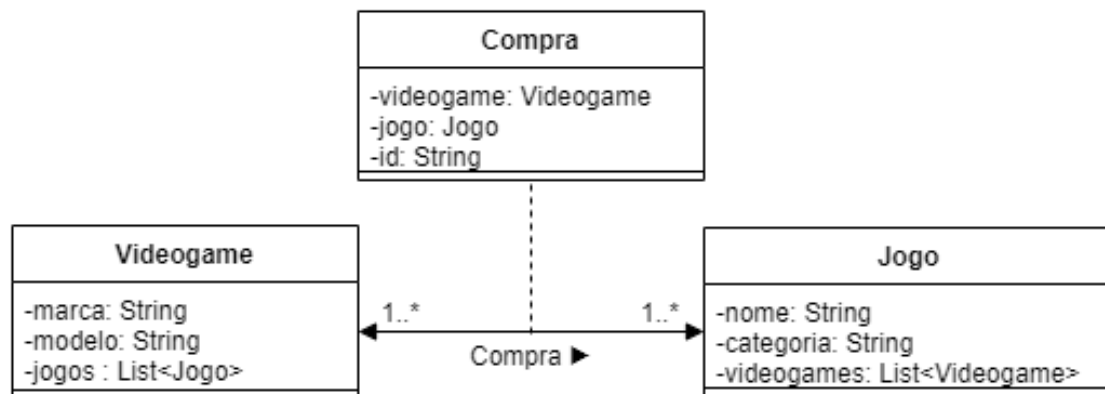 Compra
-videogame: Videogame
-jogo: Jogo
-id: String
Videogame
-marca: String
-modelo: String
-jogos : List<Jogo>
1..*
1..*
Compra ▶
Jogo
-nome: String
-categoria: String
-videogames: List<Videogame>